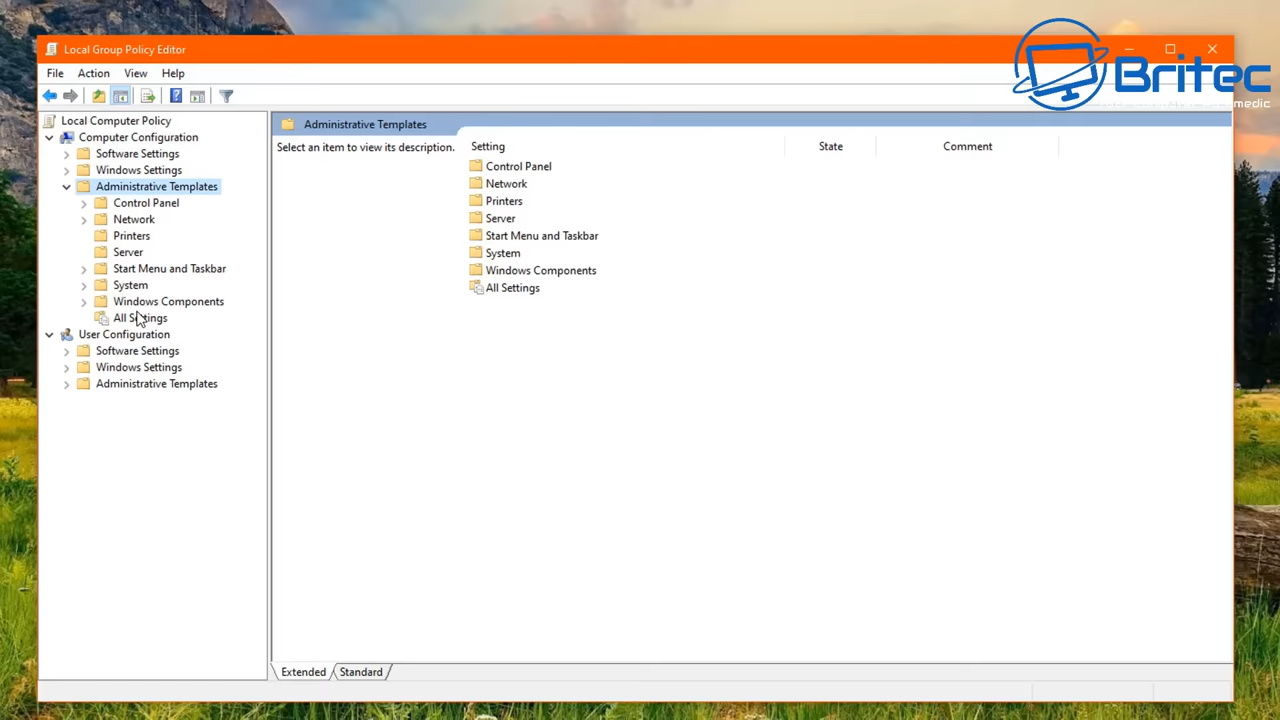 Local Group Policy Editor
Britec
File Action View Help
Local Computer Policy
Computer Configuration
Software Settings
Windows Settings
Administrative Templates
Control Panel
Network
Printers
Server
Start Menu and Taskbar
System
Windows Components
All Settings
User Configuration
Software Settings
Windows Settings
Administrative Templates
Administrative Templates
Select an item to view its description.
Setting State Comment
Control Panel
Network
Printers
Server
Start Menu and Taskbar
System
Windows Components
All Settings
Extended Standard